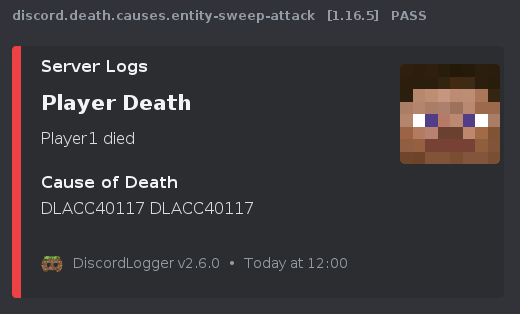 discord.death.causes.entity-sweep-attack [1.16.5] PASS
Server Logs
Player Death
Player1 died
Cause of Death
DLACC40117 DLACC40117
DiscordLogger v2.6.0 • Today at 12:00